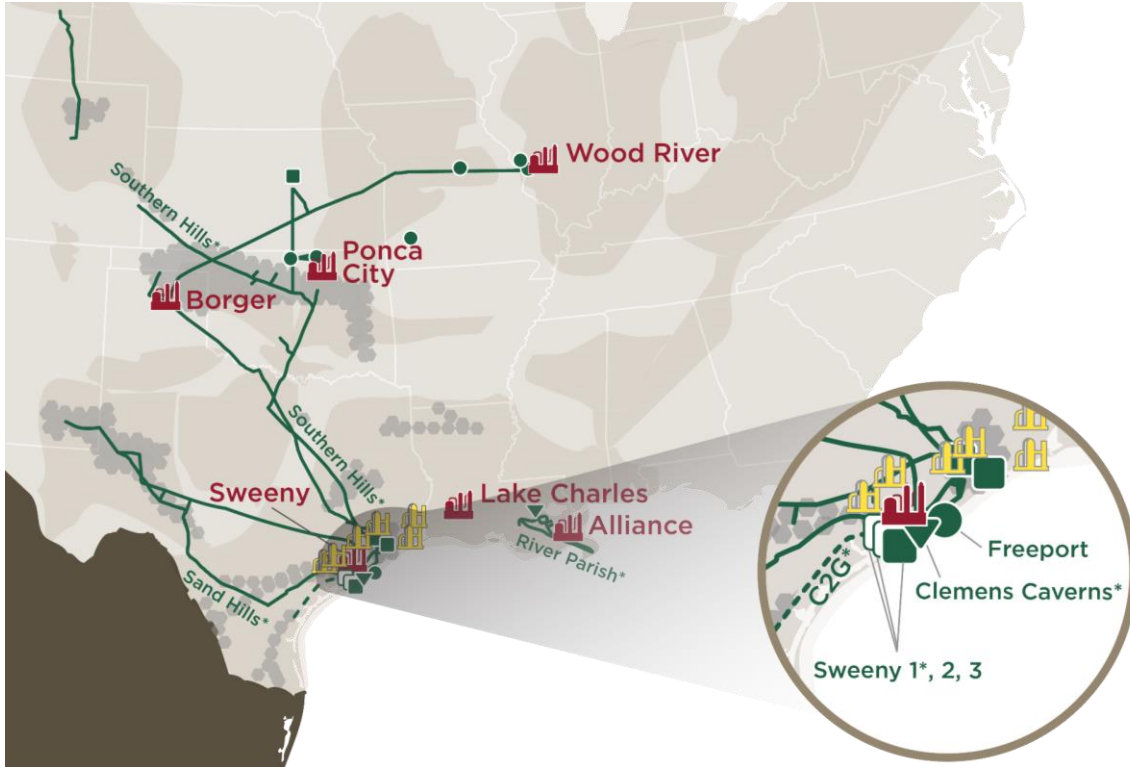 Wood River
Southern Hills*
Ponca
City
Borger
Southern Hills*
Sweeny
Lake Charles
Alliance
River Parish*
Sand Hills*
C2G*
Freeport
Clemens Caverns*
Sweeny 1*, 2, 3